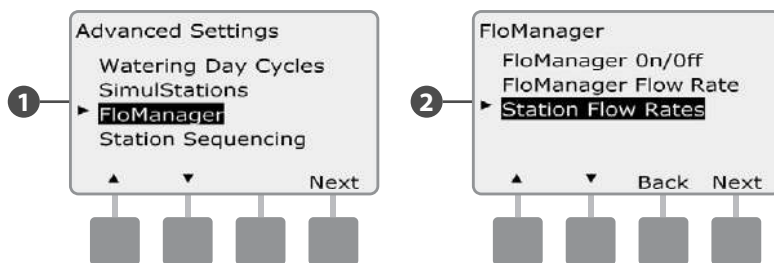 1
Advanced Settings
Watering Day Cycles
SimulStations
► FloManager
Station Sequencing
▲ ▼ Next
2
FloManager
FloManager On/Off
FloManager Flow Rate
► Station Flow Rates
▲ ▼ Back Next